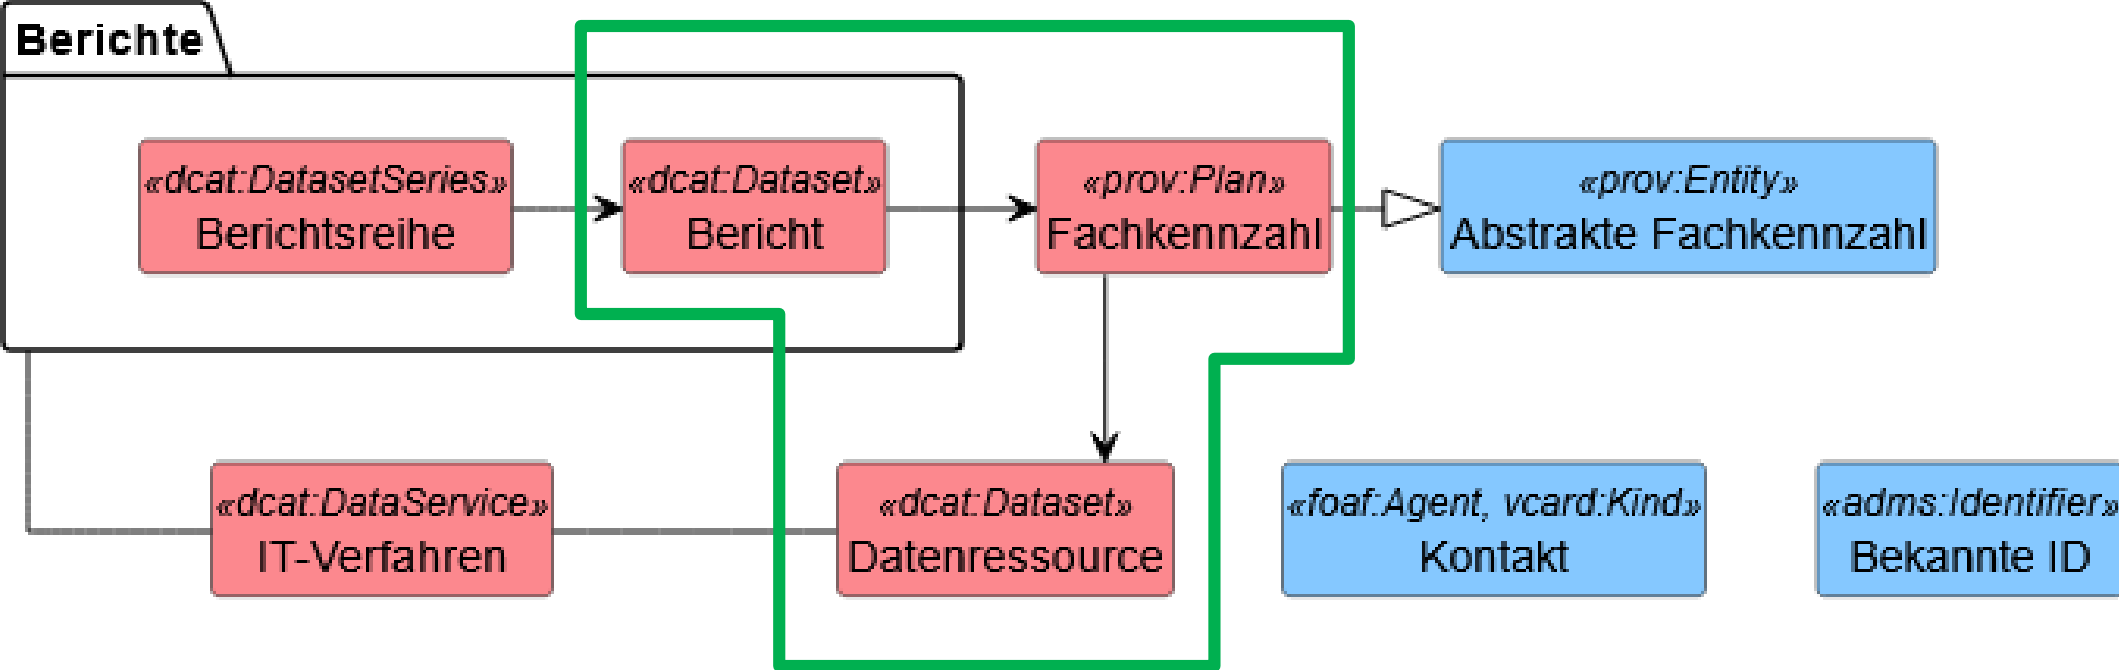 Berichte
«dcat:DatasetSeries»
Berichtsreihe
«dcat:Dataset»
Bericht
«prov:Plan»
Fachkennzahl
«prov:Entity»
Abstrakte Fachkennzahl
«dcat:DataService»
IT-Verfahren
«dcat:Dataset»
Datenressource
«foaf:Agent, vcard:Kind»
Kontakt
«adms:Identifier»
Bekannte ID